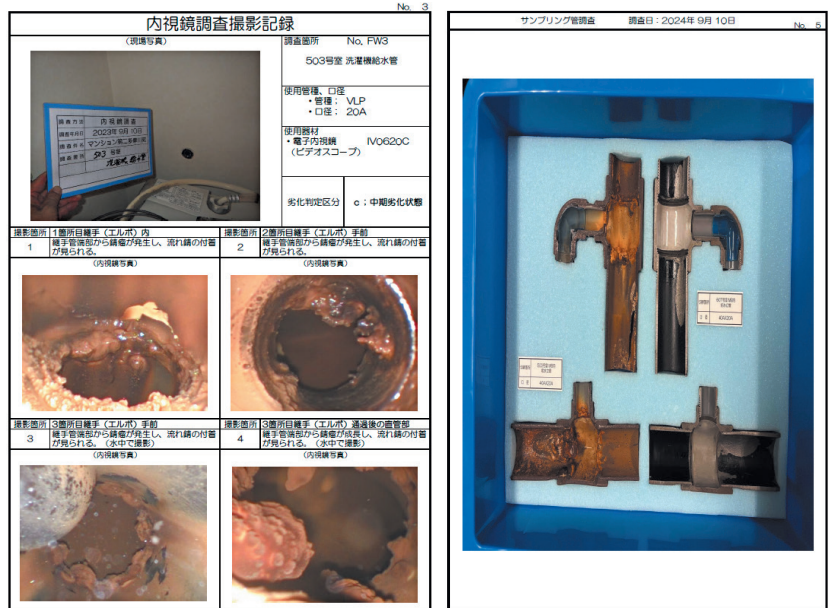 No. 3
内視鏡調査撮影記録
(現場写真)
調査箇所 No, FW3
503号室 洗濯機給水管
使用管種、口径
・管種； VLP
・口径； 20A
使用器材
・電子内視鏡 IV0620C
(ビデオスコープ)
劣化判定区分
c；中期劣化状態
内視鏡調査
2023年9月10日
503 号室
撮影箇所 1箇所目継手（エルボ）内
1 継手管端部から錆瘤が発生し、流れ錆の付着
が見られる。
(内視鏡写真)
撮影箇所 2箇所目継手（エルボ）手前
2 継手管端部から錆瘤が発生し、流れ錆の付着
が見られる。
(内視鏡写真)
撮影箇所 3箇所目継手（エルボ）手前
3 継手管端部から錆瘤が発生し、流れ錆の付着
が見られる。（水中で撮影）
(内視鏡写真)
撮影箇所 3箇所目継手（エルボ）通過後の直管部
4 継手管端部から錆瘤が成長し、流れ錆の付着
が見られる。（水中で撮影）
(内視鏡写真)
サンプリング管調査 調査日：2024年 9月 10日
No. 5